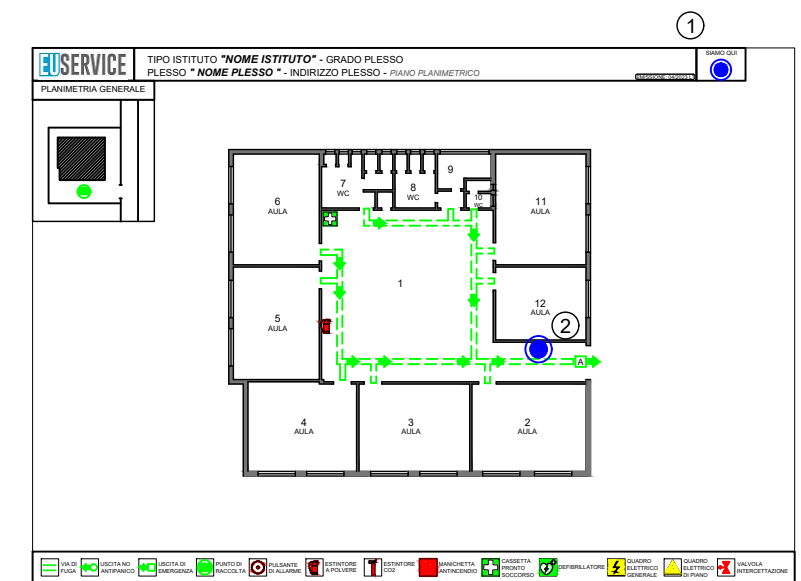 1
EUSERVICE
TIPO ISTITUTO "NOME ISTITUTO" - GRADO PLESSO
PLESSO " NOME PLESSO " - INDIRIZZO PLESSO - PIANO PLANIMETRICO
SIAMO QUI
PLANIMETRIA GENERALE
6
AULA
7
WC
8
WC
9
10
WC
11
AULA
1
12
AULA
2
5
AULA
A
4
AULA
3
AULA
2
AULA
VIA DI
FUGA
USCITA NO
ANTIPANICO
USCITA DI
EMERGENZA
PUNTO DI
RACCOLTA
PULSANTE
DI ALLARME
ESTINTORE
A POLVERE
ESTINTORE
CO2
MANICHETTA
ANTINCENDIO
CASSETTA
PRONTO
SOCCORSO
DEFIBRILLATORE
QUADRO
ELETTRICO
GENERALE
QUADRO
ELETTRICO
DI PIANO
VALVOLA
INTERCETTAZIONE